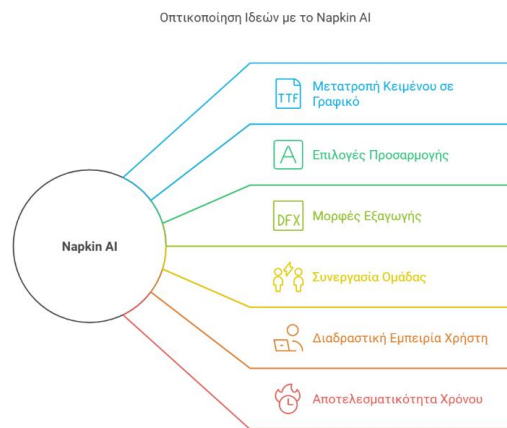 Οπτικοποίηση Ιδεών με το Napkin AI
Napkin AI
TTF
Μετατροπή Κειμένου σε
Γραφικό
A
Επιλογές Προσαρμογής
DFX
Μορφές Εξαγωγής
Συνεργασία Ομάδας
Διαδραστική Εμπειρία Χρήστη
Αποτελεσματικότητα Χρόνου